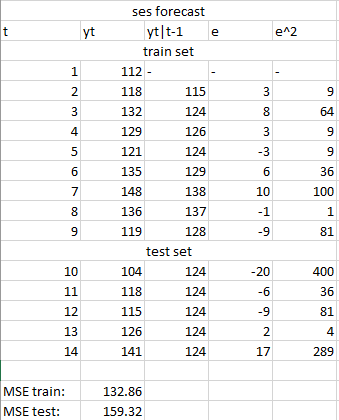 ses forecast
t yt yt|t-1 e e^2
train set
1 112 - - -
2 118 115 3 9
3 132 124 8 64
4 129 126 3 9
5 121 124 -3 9
6 135 129 6 36
7 148 138 10 100
8 136 137 -1 1
9 119 128 -9 81
test set
10 104 124 -20 400
11 118 124 -6 36
12 115 124 -9 81
13 126 124 2 4
14 141 124 17 289
MSE train: 132.86
MSE test: 159.32